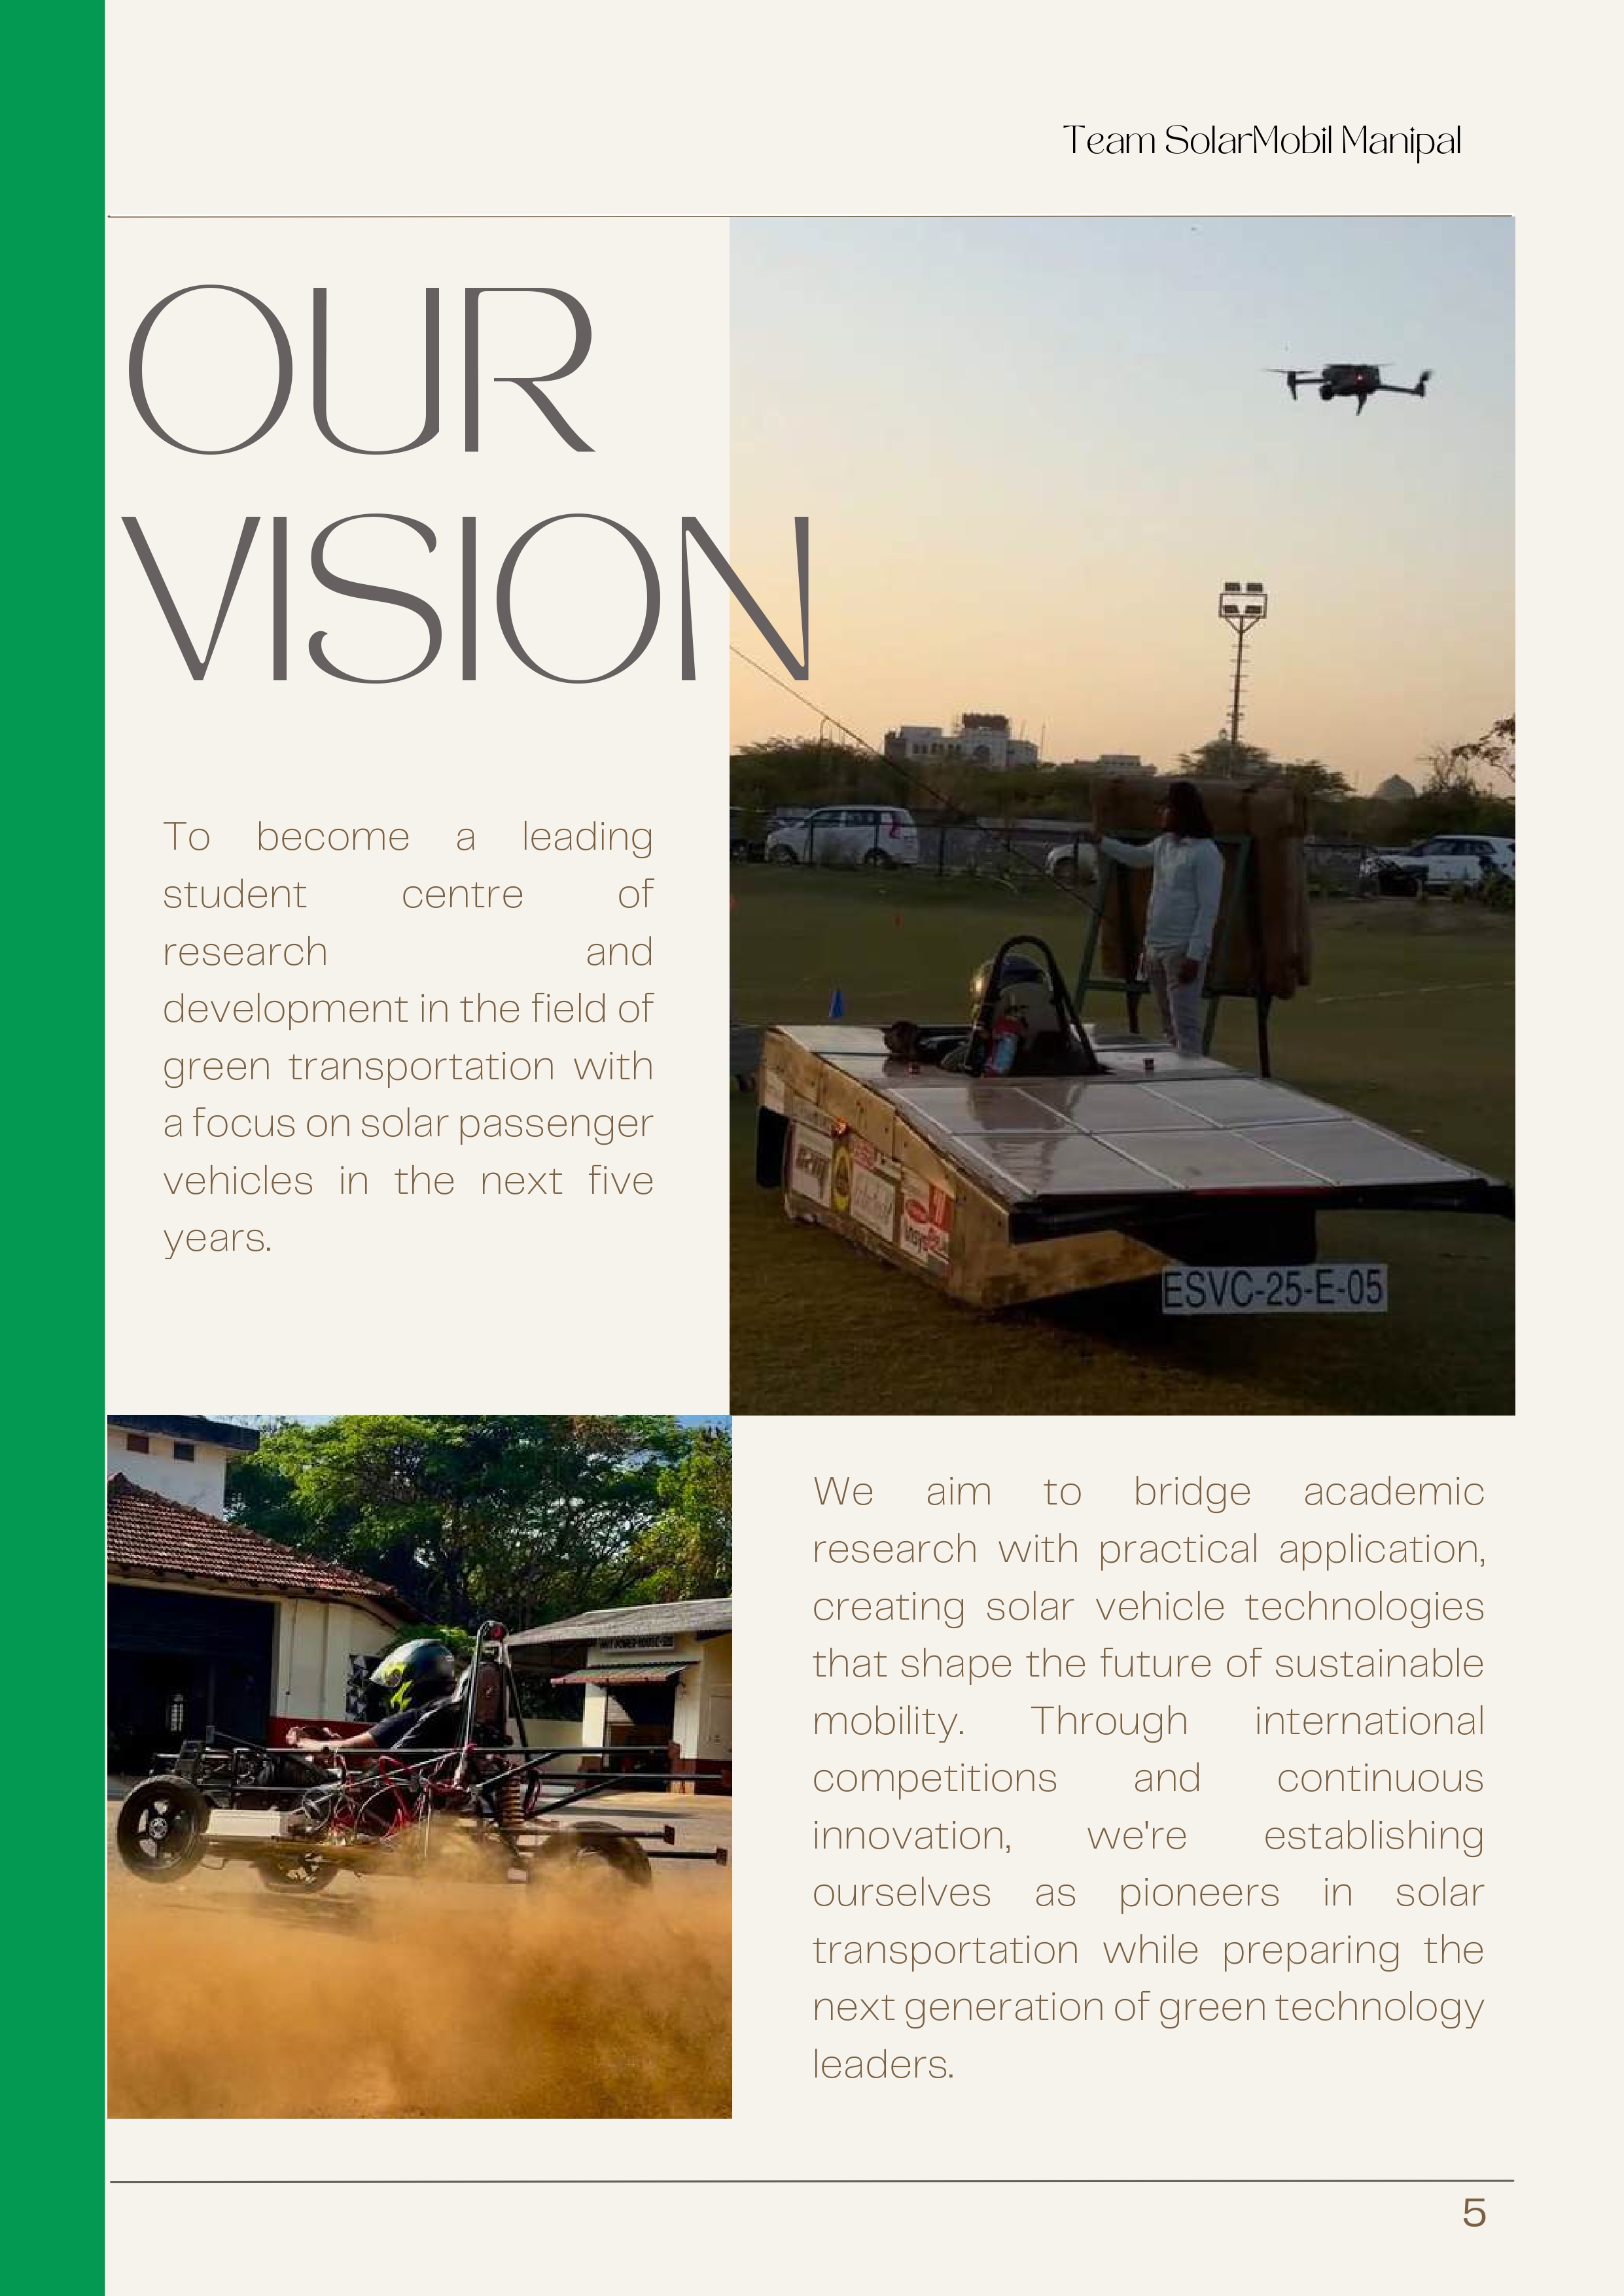 Team SolarMobil Manipal
OUR
VISION
To become a leading
student centre of
research and
development in the field of
green transportation with
a focus on solar passenger
vehicles in the next five
years.
ESVC-25-E-05
We aim to bridge academic
research with practical application,
creating solar vehicle technologies
that shape the future of sustainable
mobility. Through international
competitions and continuous
innovation, we're establishing
ourselves as pioneers in solar
transportation while preparing the
next generation of green technology
leaders.
5